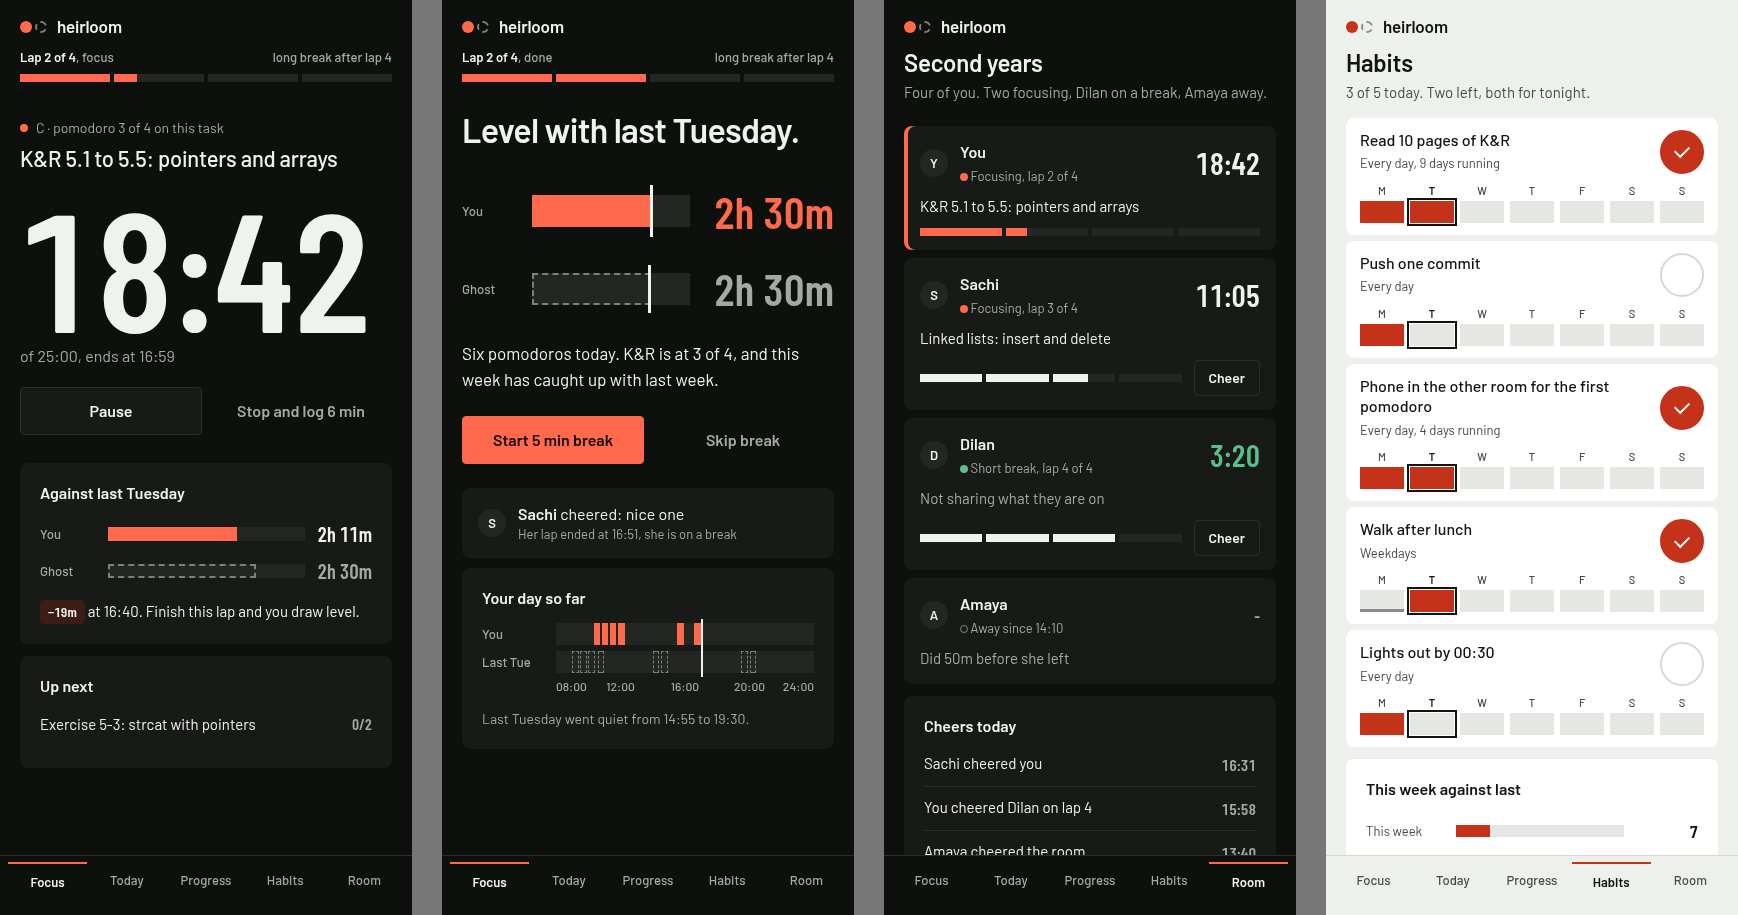 heirloom
Lap 2 of 4, focus
long break after lap 4
C · pomodoro 3 of 4 on this task
K&R 5.1 to 5.5: pointers and arrays
18:42
of 25:00, ends at 16:59
Pause
Stop and log 6 min
Against last Tuesday
You
2h 11m
Ghost
2h 30m
−19m at 16:40. Finish this lap and you draw level.
Up next
Exercise 5-3: strcat with pointers
0/2
Focus
Today
Progress
Habits
Room
heirloom
Lap 2 of 4, done
long break after lap 4
Level with last Tuesday.
You
2h 30m
Ghost
2h 30m
Six pomodoros today. K&R is at 3 of 4, and this
week has caught up with last week.
Start 5 min break
Skip break
S
Sachi cheered: nice one
Her lap ended at 16:51, she is on a break
Your day so far
You
Last Tue
08:00
12:00
16:00
20:00
24:00
Last Tuesday went quiet from 14:55 to 19:30.
Focus
Today
Progress
Habits
Room
heirloom
Second years
Four of you. Two focusing, Dilan on a break, Amaya away.
Y
You
Focusing, lap 2 of 4
18:42
K&R 5.1 to 5.5: pointers and arrays
S
Sachi
Focusing, lap 3 of 4
11:05
Linked lists: insert and delete
Cheer
D
Dilan
Short break, lap 4 of 4
3:20
Not sharing what they are on
Cheer
A
Amaya
Away since 14:10
-
Did 50m before she left
Cheers today
Sachi cheered you
16:31
You cheered Dilan on lap 4
15:58
Amaya cheered the room
13:40
Focus
Today
Progress
Habits
Room
heirloom
Habits
3 of 5 today. Two left, both for tonight.
Read 10 pages of K&R
Every day, 9 days running
M T W T F S S
Push one commit
Every day
M T W T F S S
Phone in the other room for the first
pomodoro
Every day, 4 days running
M T W T F S S
Walk after lunch
Weekdays
M T W T F S S
Lights out by 00:30
Every day
M T W T F S S
This week against last
This week
7
Focus
Today
Progress
Habits
Room